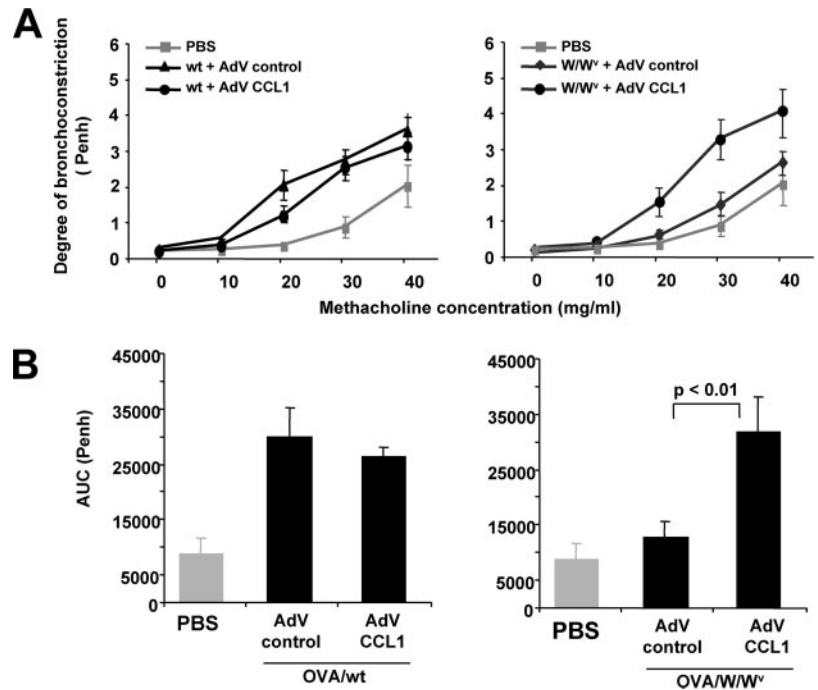 A
Degree of bronchoconstriction
( Penh)
6
5
4
3
2
1
0
PBS
wt + AdV control
wt + AdV CCL1
0 10 20 30 40
6
5
4
3
2
1
0
PBS
W/Wᵛ + AdV control
W/Wᵛ + AdV CCL1
0 10 20 30 40
Methacholine concentration (mg/ml)
B
AUC (Penh)
45000
35000
25000
15000
5000
0
PBS
AdV
control
AdV
CCL1
OVA/wt
45000
35000
25000
15000
5000
0
p < 0.01
PBS
AdV
control
AdV
CCL1
OVA/W/Wᵛ